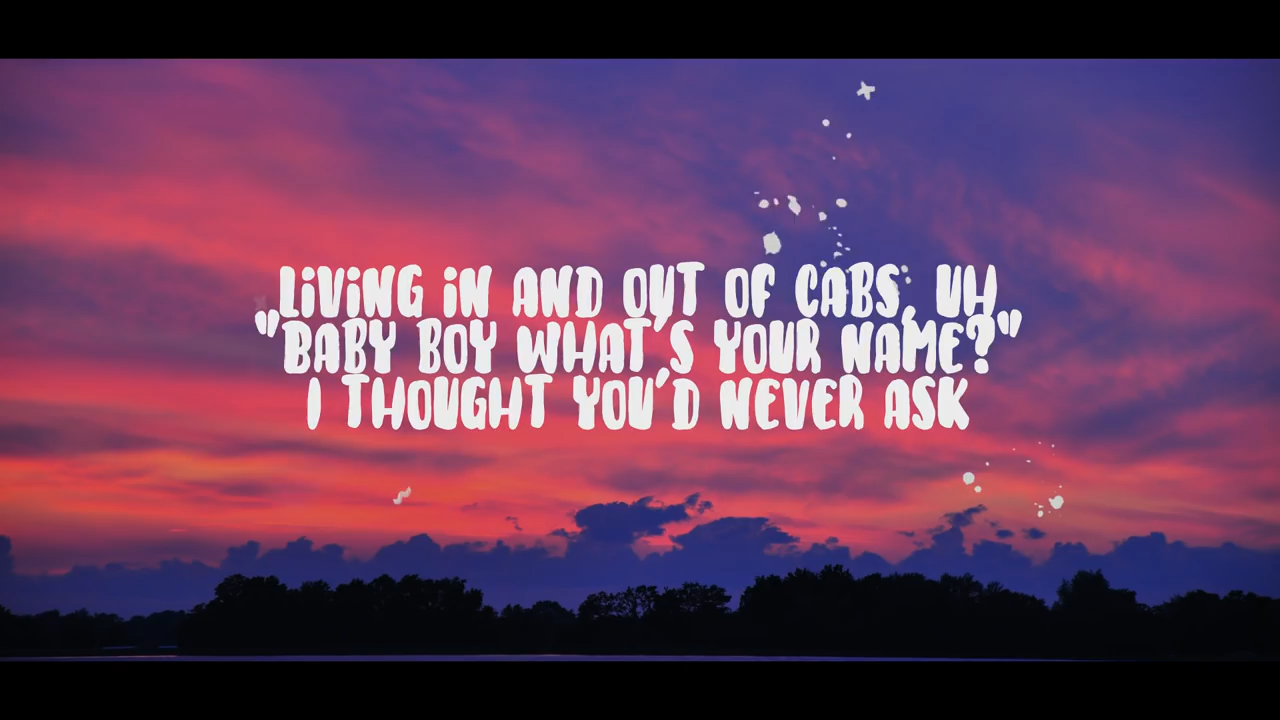 LiViNG iN AND OUT OF CABS, UH
"BABY BOY WHAT'S YOUR NAME?"
I THOUGHT YOU'D NEVER ASK